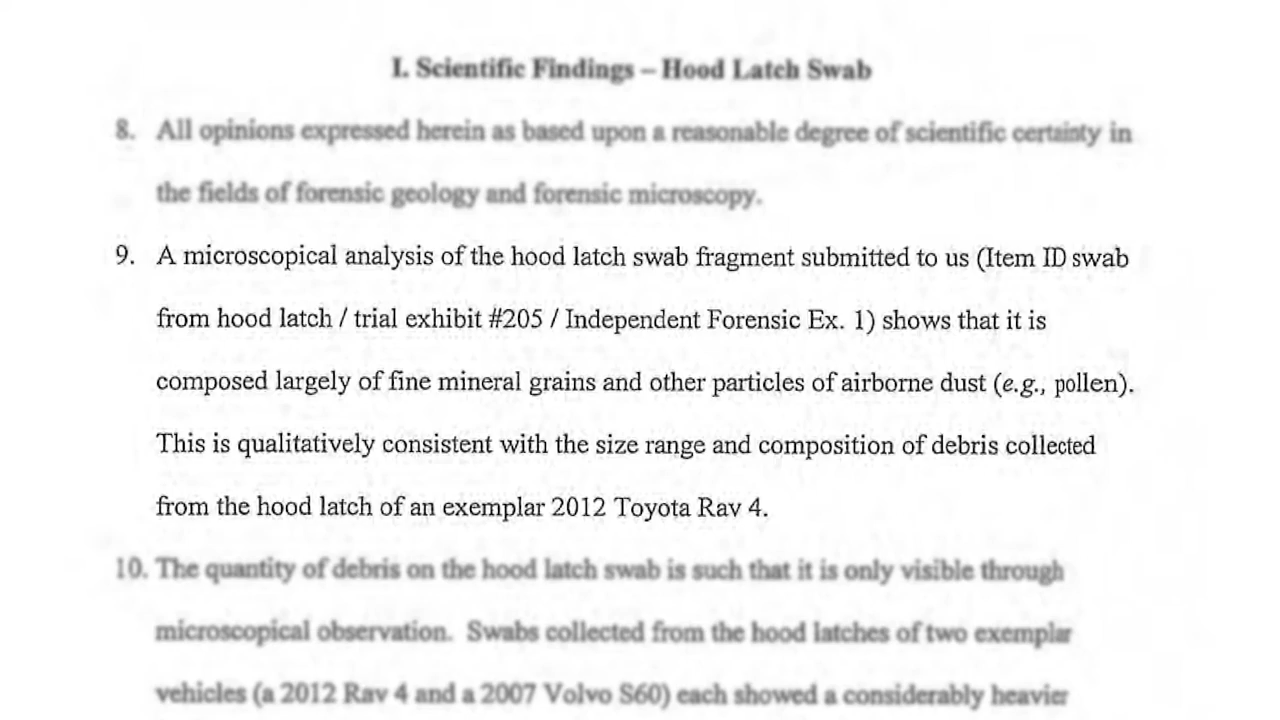 I. Scientific Findings – Hood Latch Swab
8. All opinions expressed herein as based upon a reasonable degree of scientific certainty in
the fields of forensic geology and forensic microscopy.
9. A microscopical analysis of the hood latch swab fragment submitted to us (Item ID swab
from hood latch / trial exhibit #205 / Independent Forensic Ex. 1) shows that it is
composed largely of fine mineral grains and other particles of airborne dust (e.g., pollen).
This is qualitatively consistent with the size range and composition of debris collected
from the hood latch of an exemplar 2012 Toyota Rav 4.
10. The quantity of debris on the hood latch swab is such that it is only visible through
microscopical observation. Swabs collected from the hood latches of two exemplar
vehicles (a 2012 Rav 4 and a 2007 Volvo S60) each showed a considerably heavier